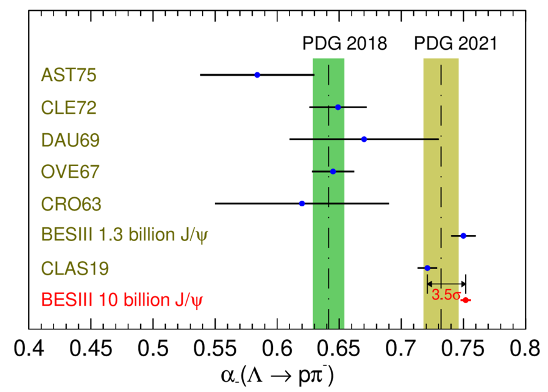 PDG 2018 PDG 2021
AST75
CLE72
DAU69
OVE67
CRO63
BESIII 1.3 billion J/ψ
CLAS19
3.5σ
BESIII 10 billion J/ψ
0.4 0.45 0.5 0.55 0.6 0.65 0.7 0.75 0.8
α₋(Λ → pπ⁻)